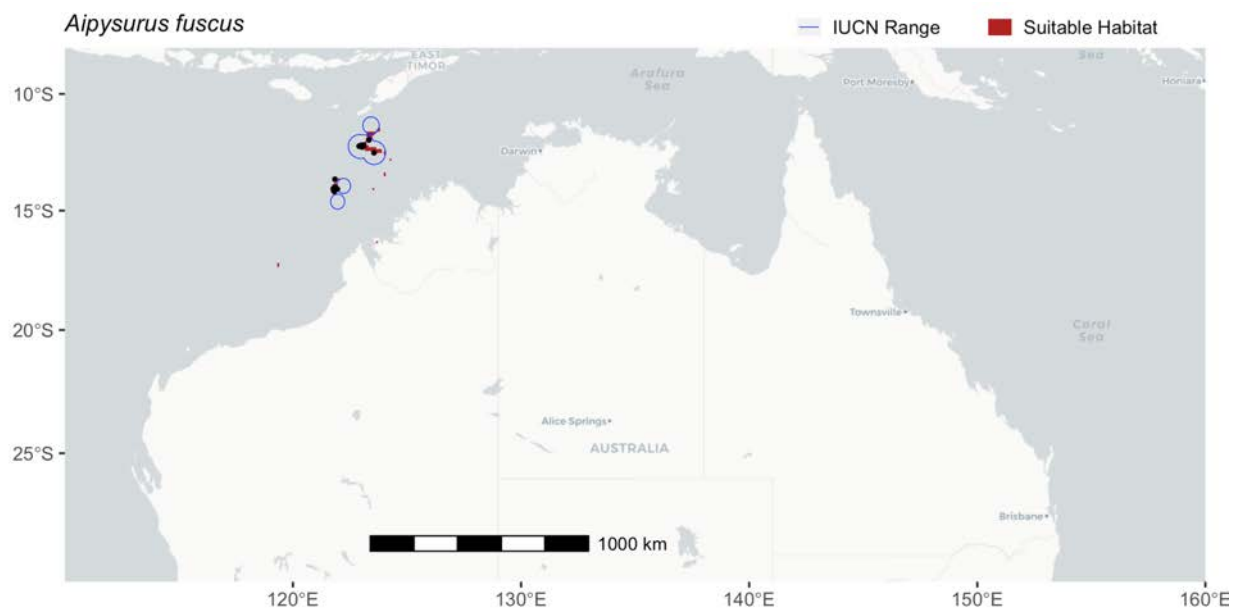 Aipysurus fuscus
IUCN Range
Suitable Habitat
EAST
TIMOR
Arafura
Sea
Port Moresby
Sea
Honiara
10°S
Darwin
15°S
Townsville
20°S
Coral
Sea
Alice Springs
AUSTRALIA
25°S
Brisbane
1000 km
120°E
130°E
140°E
150°E
160°E